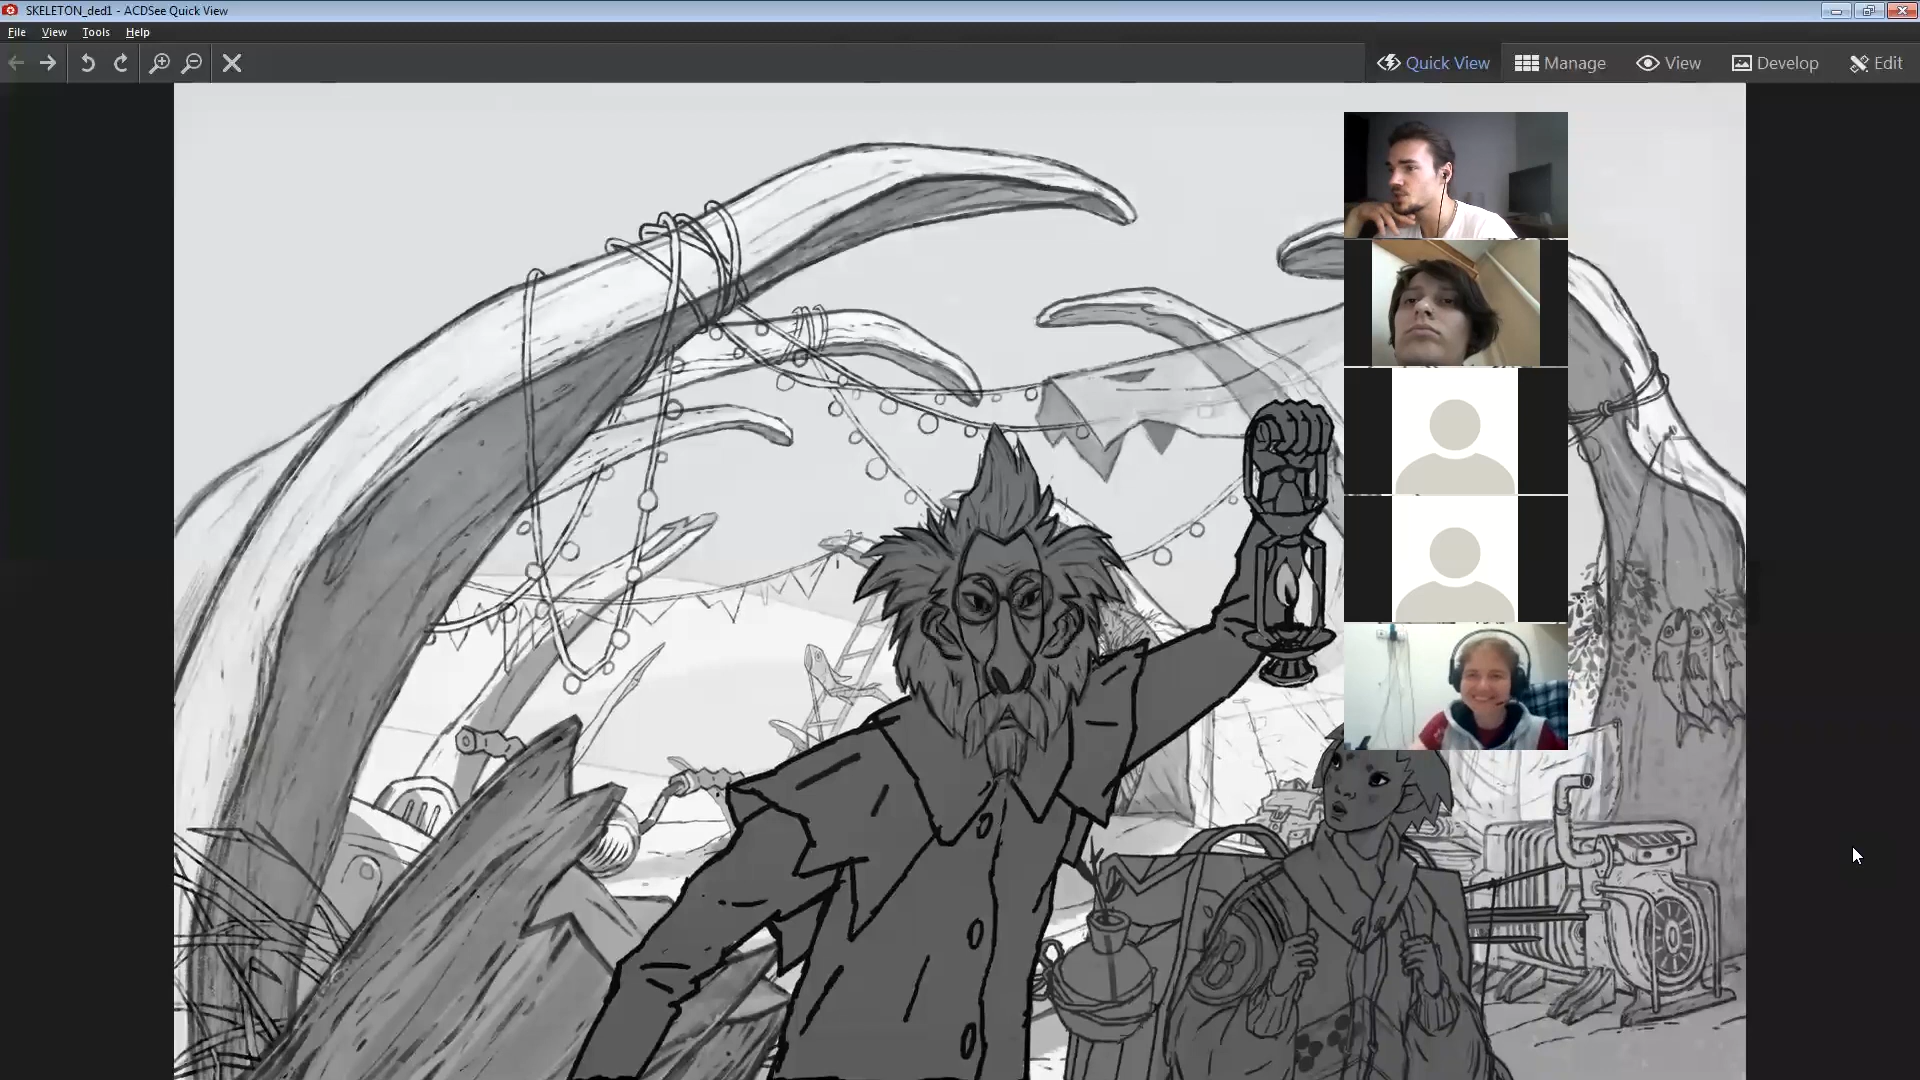 SKELETON_ded1 - ACDSee Quick View
File View Tools Help
Quick View Manage View Develop Edit